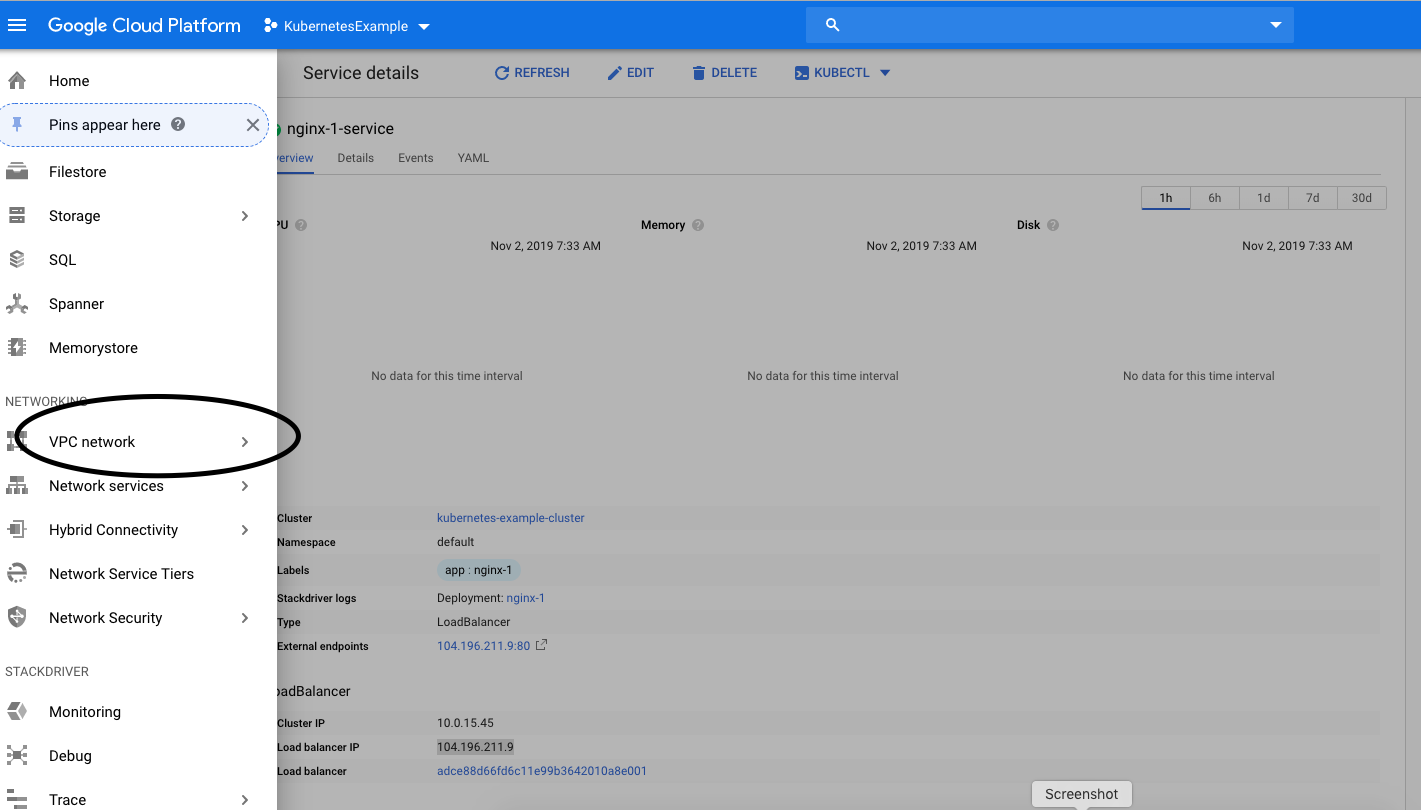 Google Cloud Platform KubernetesExample
Home
Pins appear here
Filestore
Storage
SQL
Spanner
Memorystore
NETWORKING
VPC network
Network services
Hybrid Connectivity
Network Service Tiers
Network Security
STACKDRIVER
Monitoring
Debug
Trace
Service details REFRESH EDIT DELETE KUBECTL
nginx-1-service
erview Details Events YAML
1h 6h 1d 7d 30d
PU Memory Disk
Nov 2, 2019 7:33 AM Nov 2, 2019 7:33 AM Nov 2, 2019 7:33 AM
No data for this time interval No data for this time interval No data for this time interval
Cluster kubernetes-example-cluster
Namespace default
Labels app : nginx-1
Stackdriver logs Deployment: nginx-1
Type LoadBalancer
External endpoints 104.196.211.9:80
oadBalancer
Cluster IP 10.0.15.45
Load balancer IP 104.196.211.9
Load balancer adce88d66fd6c11e99b3642010a8e001
Screenshot